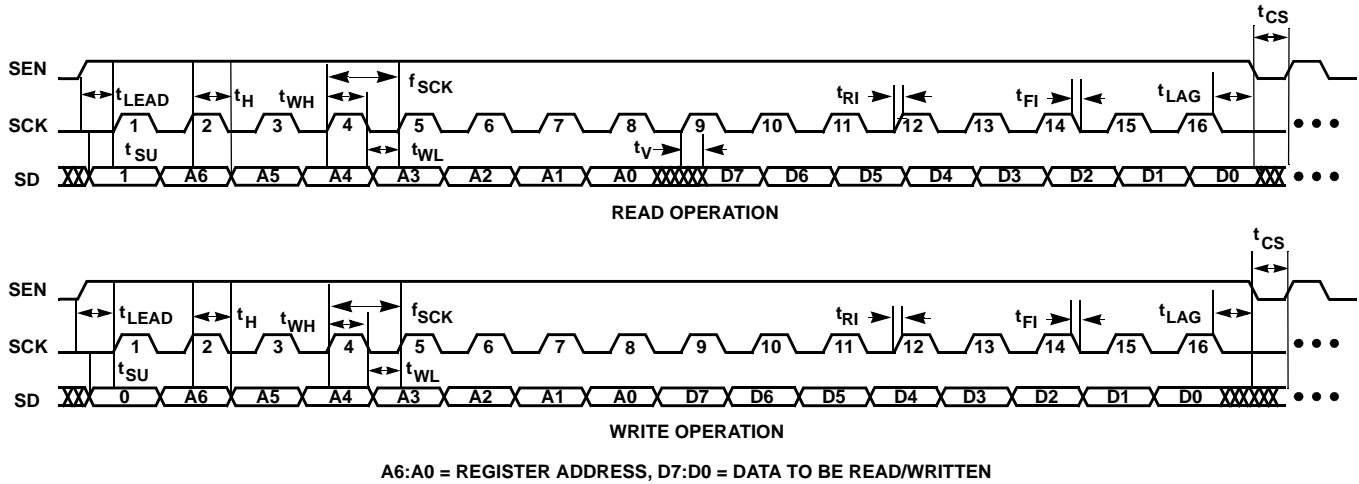 tCS
SEN
tLEAD tH tWH fSCK tRI tFI tLAG
SCK 1 2 3 4 5 6 7 8 9 10 11 12 13 14 15 16
tSU tWL tV
SD 1 A6 A5 A4 A3 A2 A1 A0 D7 D6 D5 D4 D3 D2 D1 D0
READ OPERATION
tCS
SEN
tLEAD tH tWH fSCK tRI tFI tLAG
SCK 1 2 3 4 5 6 7 8 9 10 11 12 13 14 15 16
tSU tWL
SD 0 A6 A5 A4 A3 A2 A1 A0 D7 D6 D5 D4 D3 D2 D1 D0
WRITE OPERATION
A6:A0 = REGISTER ADDRESS, D7:D0 = DATA TO BE READ/WRITTEN